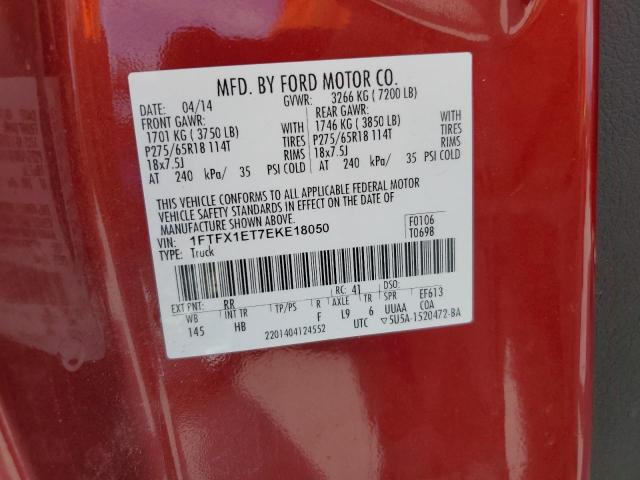 MFD. BY FORD MOTOR CO.
DATE: 04/14 GVWR: 3266 KG ( 7200 LB)
FRONT GAWR: REAR GAWR:
1701 KG ( 3750 LB) WITH 1746 KG ( 3850 LB) WITH
P275/65R18 114T TIRES P275/65R18 114T TIRES
18x7.5J RIMS 18x7.5J RIMS
AT 240 kPa/ 35 PSI COLD AT 240 kPa/ 35 PSI COLD
THIS VEHICLE CONFORMS TO ALL APPLICABLE FEDERAL MOTOR
VEHICLE SAFETY STANDARDS IN EFFECT ON THE DATE OF
MANUFACTURE SHOWN ABOVE.
VIN: 1FTFX1ET7EKE18050 F0106
TYPE: Truck T0698
EXT PNT: RR RC: 41 DSO:
WB INT TR TP/PS R AXLE TR SPR EF613
145 HB F L9 6 UUAA COA
2201404124552 UTC ▽5U5A-1520472-BA